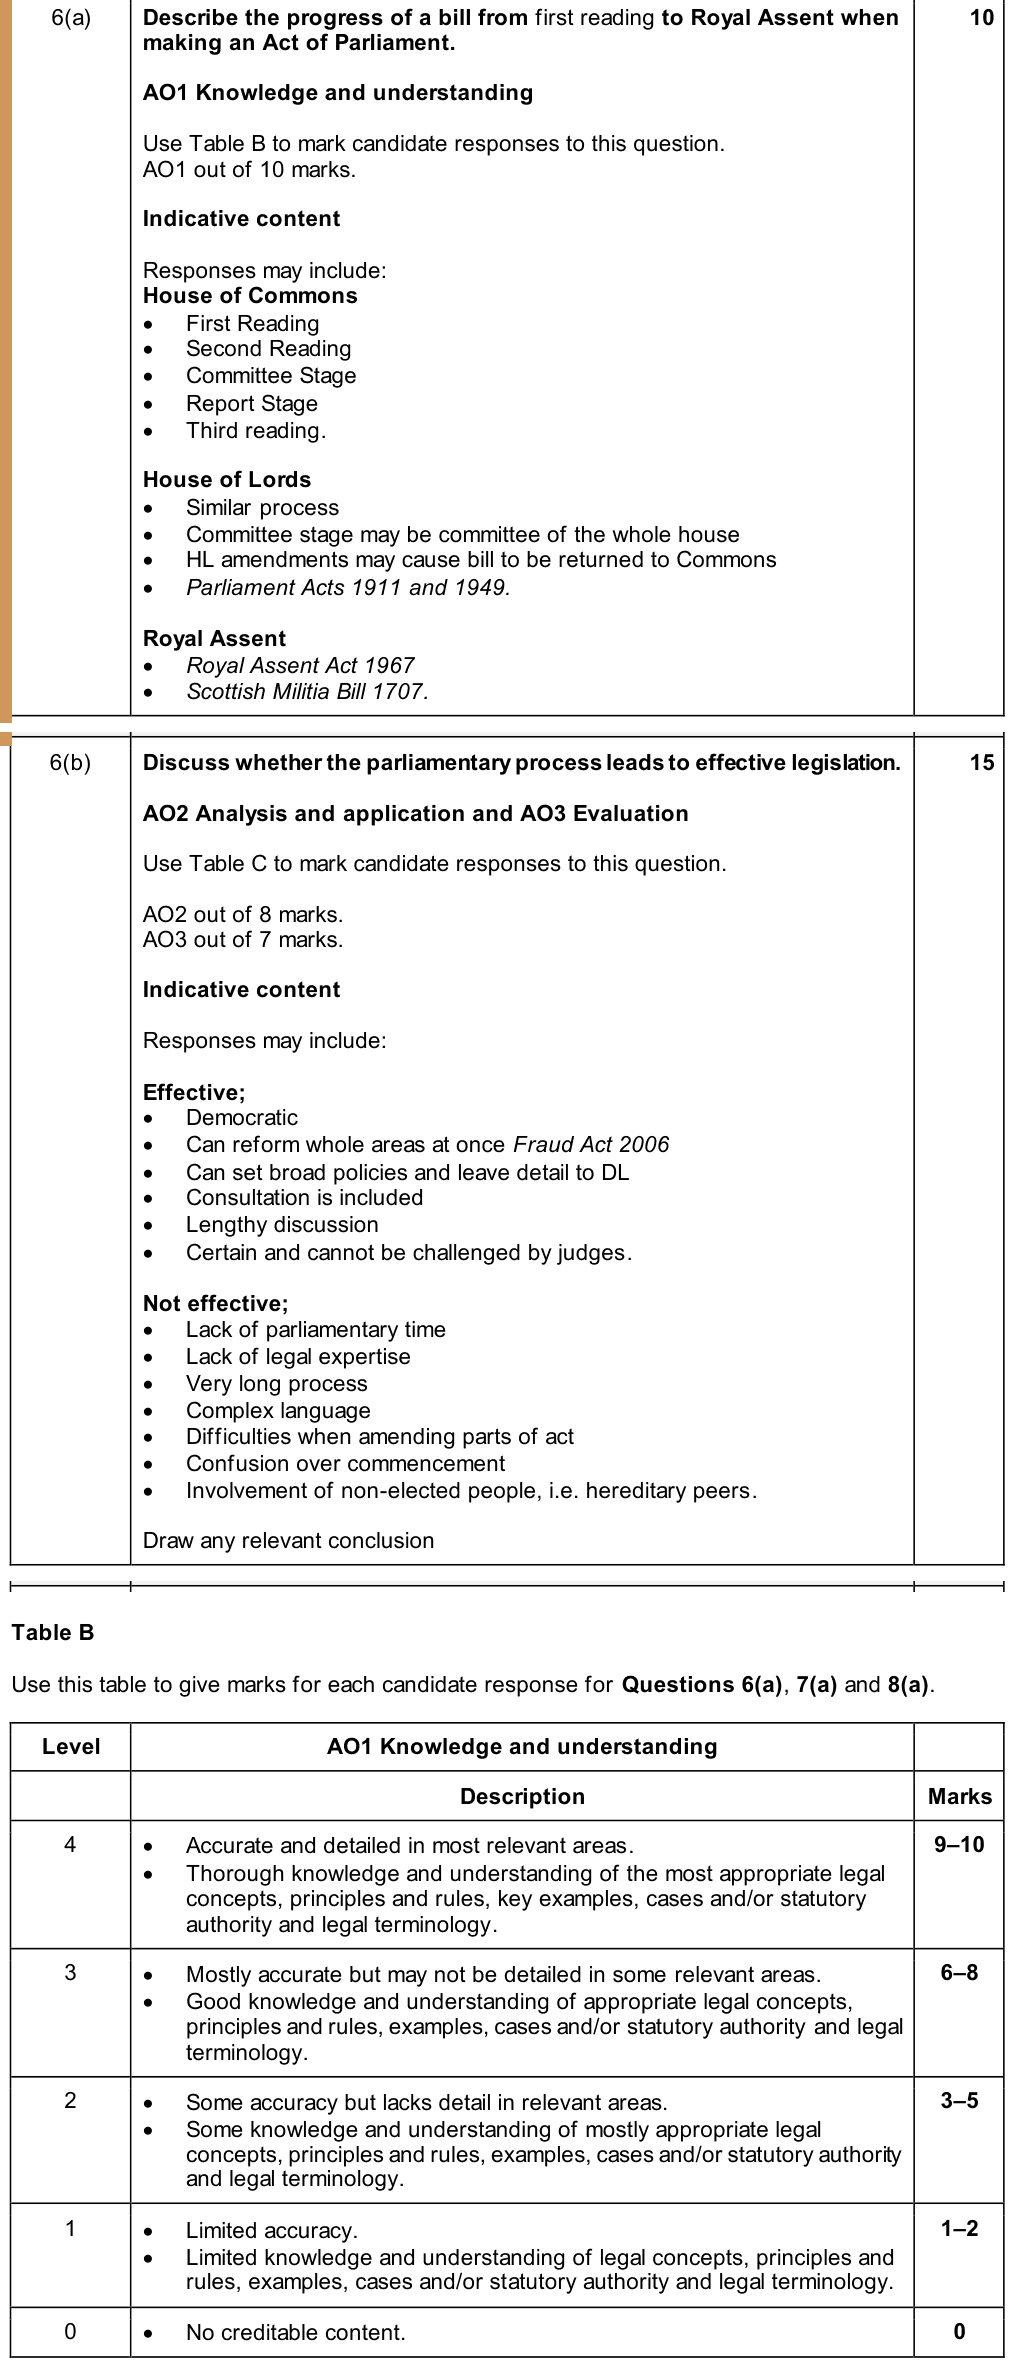 6(a) Describe the progress of a bill from first reading to Royal Assent when 10
making an Act of Parliament.
AO1 Knowledge and understanding
Use Table B to mark candidate responses to this question.
AO1 out of 10 marks.
Indicative content
Responses may include:
House of Commons
• First Reading
• Second Reading
• Committee Stage
• Report Stage
• Third reading.
House of Lords
• Similar process
• Committee stage may be committee of the whole house
• HL amendments may cause bill to be returned to Commons
• Parliament Acts 1911 and 1949.
Royal Assent
• Royal Assent Act 1967
• Scottish Militia Bill 1707.
6(b) Discuss whether the parliamentary process leads to effective legislation. 15
AO2 Analysis and application and AO3 Evaluation
Use Table C to mark candidate responses to this question.
AO2 out of 8 marks.
AO3 out of 7 marks.
Indicative content
Responses may include:
Effective;
• Democratic
• Can reform whole areas at once Fraud Act 2006
• Can set broad policies and leave detail to DL
• Consultation is included
• Lengthy discussion
• Certain and cannot be challenged by judges.
Not effective;
• Lack of parliamentary time
• Lack of legal expertise
• Very long process
• Complex language
• Difficulties when amending parts of act
• Confusion over commencement
• Involvement of non-elected people, i.e. hereditary peers.
Draw any relevant conclusion
Table B
Use this table to give marks for each candidate response for Questions 6(a), 7(a) and 8(a).
Level AO1 Knowledge and understanding
Description Marks
4 • Accurate and detailed in most relevant areas. 9–10
• Thorough knowledge and understanding of the most appropriate legal
concepts, principles and rules, key examples, cases and/or statutory
authority and legal terminology.
3 • Mostly accurate but may not be detailed in some relevant areas. 6–8
• Good knowledge and understanding of appropriate legal concepts,
principles and rules, examples, cases and/or statutory authority and legal
terminology.
2 • Some accuracy but lacks detail in relevant areas. 3–5
• Some knowledge and understanding of mostly appropriate legal
concepts, principles and rules, examples, cases and/or statutory authority
and legal terminology.
1 • Limited accuracy. 1–2
• Limited knowledge and understanding of legal concepts, principles and
rules, examples, cases and/or statutory authority and legal terminology.
0 • No creditable content. 0